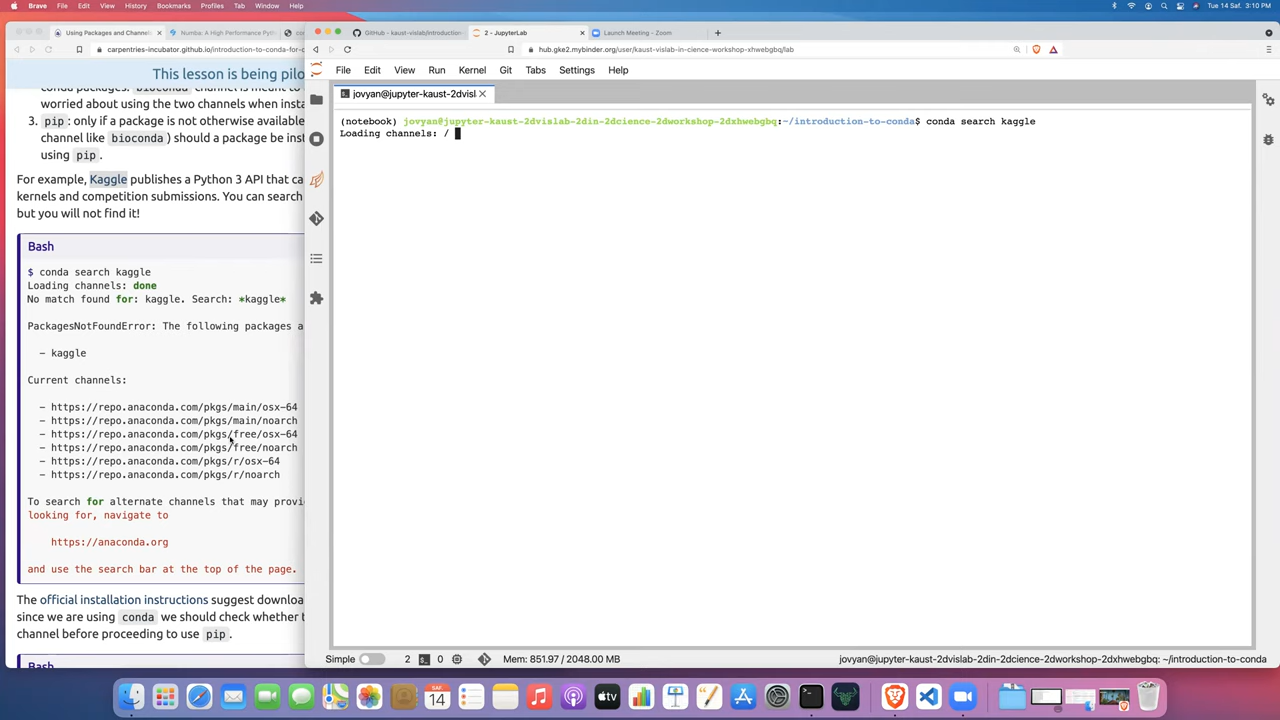 Brave File Edit View History Bookmarks Profiles Tab Window Help
Tue 14 Saf. 3:10 PM
Using Packages and Channels
Numba: A High Performance Pyth
co
carpentries-incubator.github.io/introduction-to-conda-for-d
This lesson is being pilo
conda packages. bioconda channel is meant to
worried about using the two channels when insta
3. pip: only if a package is not otherwise available
channel like bioconda ) should a package be inst
using pip.
For example, Kaggle publishes a Python 3 API that ca
kernels and competition submissions. You can search
but you will not find it!
Bash
$ conda search kaggle
Loading channels: done
No match found for: kaggle. Search: *kaggle*
PackagesNotFoundError: The following packages a
- kaggle
Current channels:
- https://repo.anaconda.com/pkgs/main/osx-64
- https://repo.anaconda.com/pkgs/main/noarch
- https://repo.anaconda.com/pkgs/free/osx-64
- https://repo.anaconda.com/pkgs/free/noarch
- https://repo.anaconda.com/pkgs/r/osx-64
- https://repo.anaconda.com/pkgs/r/noarch
To search for alternate channels that may provi
looking for, navigate to
https://anaconda.org
and use the search bar at the top of the page.
The official installation instructions suggest downloa
since we are using conda we should check whether t
channel before proceeding to use pip.
Bash
GitHub - kaust-vislab/introduction-
2 - JupyterLab
Launch Meeting - Zoom
hub.gke2.mybinder.org/user/kaust-vislab-in-cience-workshop-xhwebgbq/lab
File Edit View Run Kernel Git Tabs Settings Help
jovyan@jupyter-kaust-2dvisl
(notebook) jovyan@jupyter-kaust-2dvislab-2din-2dcience-2dworkshop-2dxhwebgbq:~/introduction-to-conda$ conda search kaggle
Loading channels: /
Simple 2 0 Mem: 851.97 / 2048.00 MB
jovyan@jupyter-kaust-2dvislab-2din-2dcience-2dworkshop-2dxhwebgbq: ~/introduction-to-conda
SAF.
14
tv